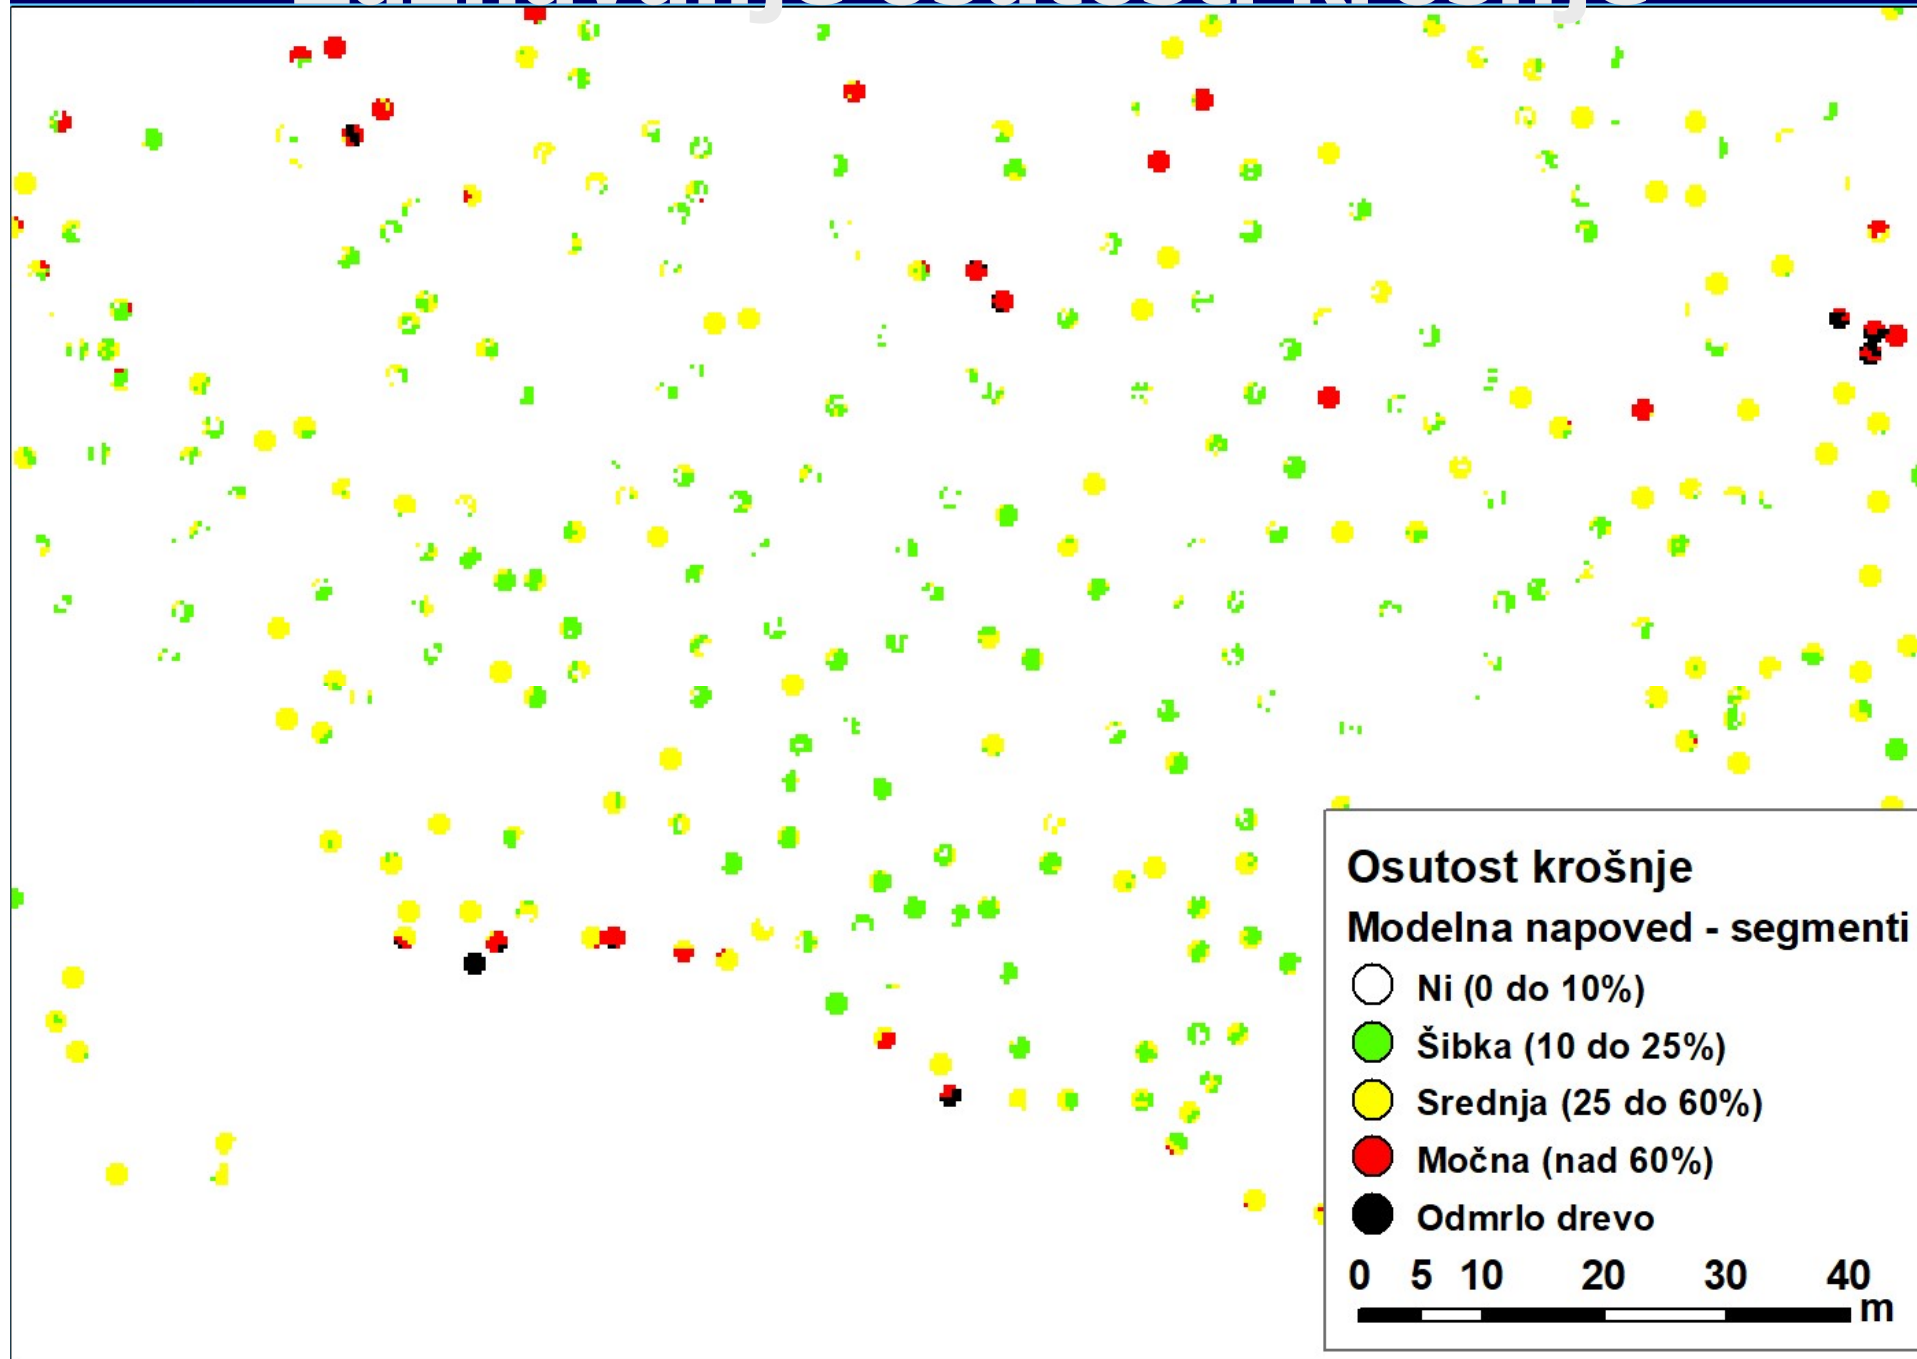 Osutost krošnje
Modelna napoved - segmenti
Ni (0 do 10%)
Šibka (10 do 25%)
Srednja (25 do 60%)
Močna (nad 60%)
Odmrlo drevo
0 5 10 20 30 40
m